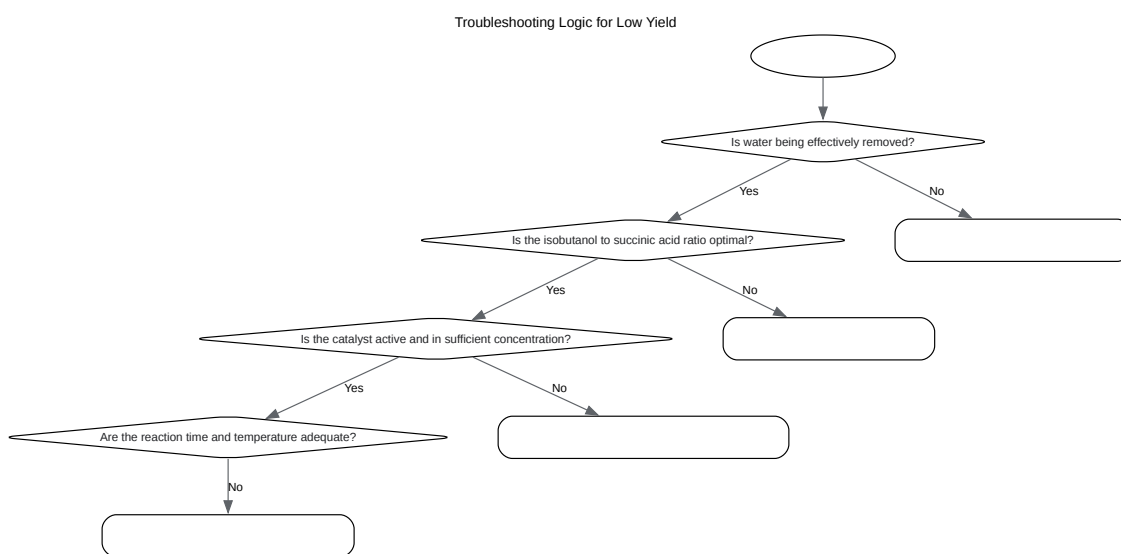 Troubleshooting Logic for Low Yield
Is water being effectively removed?
Yes
No
Is the isobutanol to succinic acid ratio optimal?
Yes
No
Is the catalyst active and in sufficient concentration?
Yes
No
Are the reaction time and temperature adequate?
No